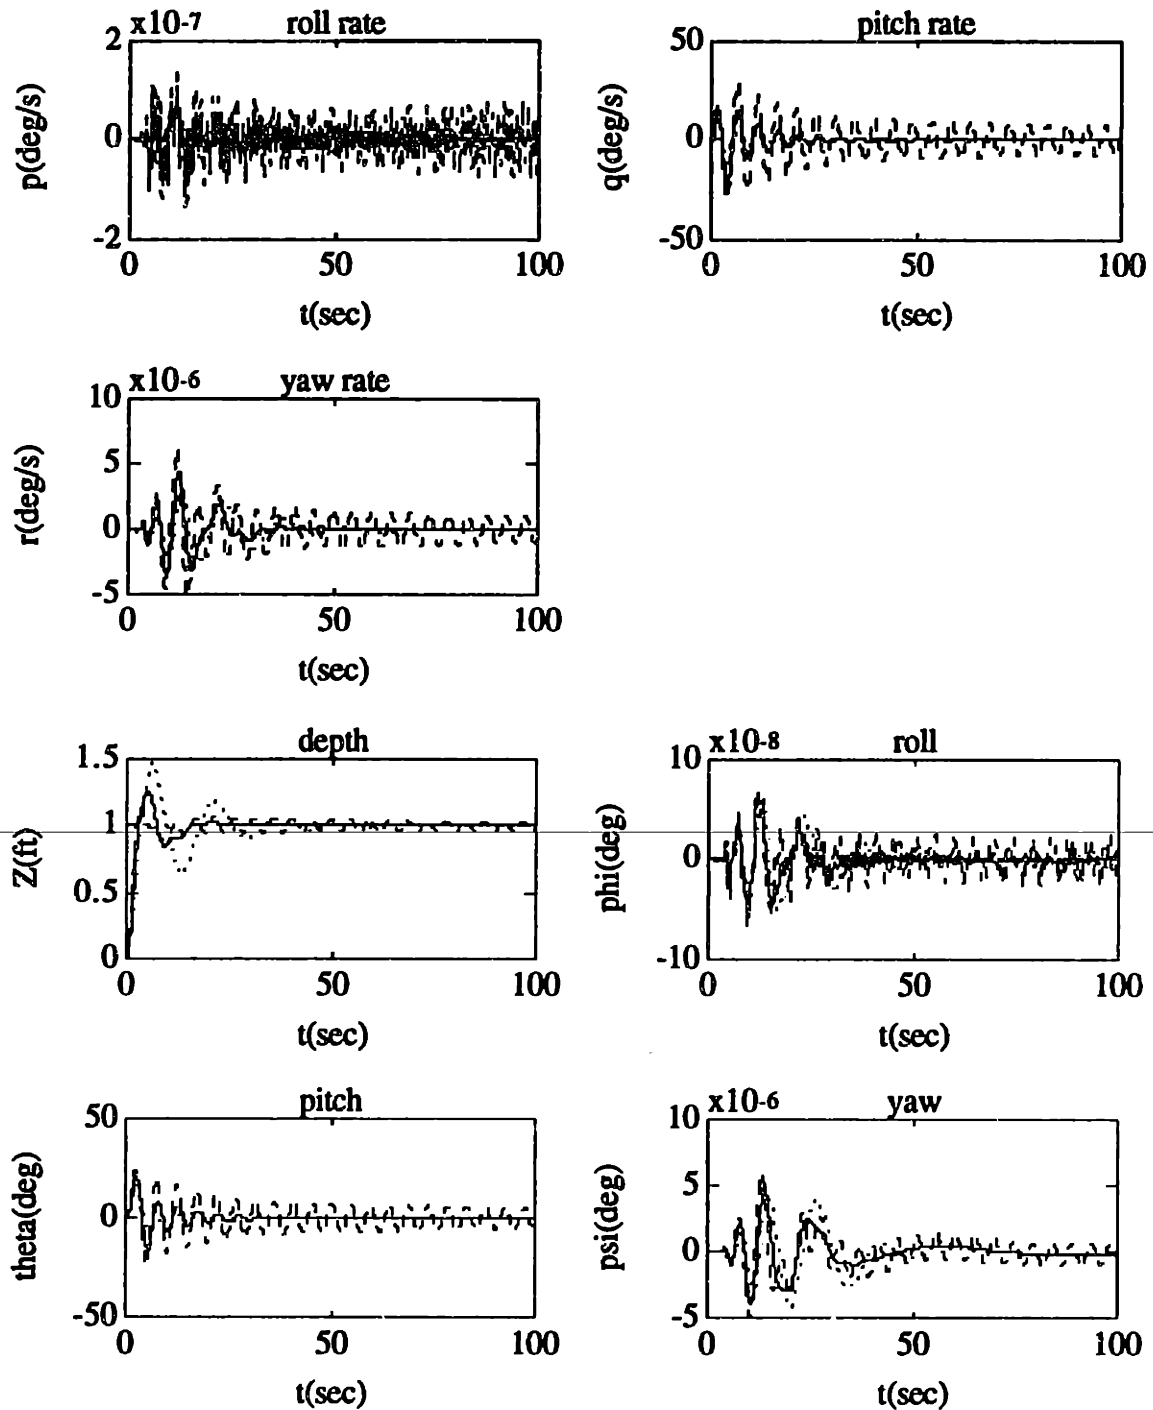 x10-7 roll rate
pitch rate
2
0
-2
p(deg/s)
0 50 100
t(sec)
50
0
-50
q(deg/s)
0 50 100
t(sec)
x10-6 yaw rate
10
5
0
-5
r(deg/s)
0 50 100
t(sec)
depth
1.5
1
0.5
0
Z(ft)
0 50 100
t(sec)
x10-8 roll
10
0
-10
phi(deg)
0 50 100
t(sec)
pitch
50
0
-50
theta(deg)
0 50 100
t(sec)
x10-6 yaw
10
5
0
-5
psi(deg)
0 50 100
t(sec)